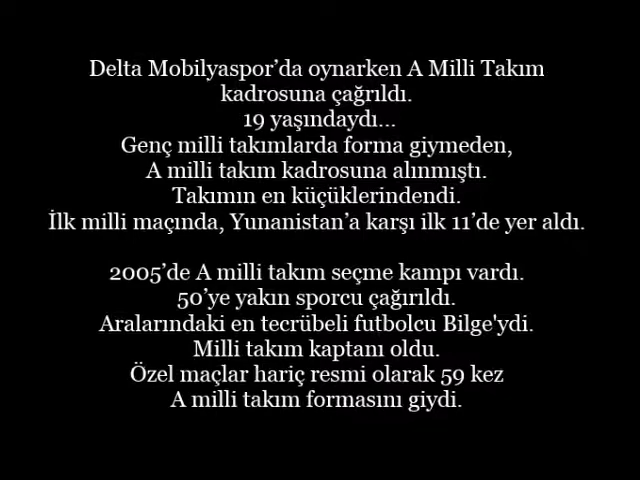 Delta Mobilyaspor’da oynarken A Milli Takım
kadrosuna çağrıldı.
19 yaşındaydı...
Genç milli takımlarda forma giymeden,
A milli takım kadrosuna alınmıştı.
Takımın en küçüklerindendi.
İlk milli maçında, Yunanistan’a karşı ilk 11’de yer aldı.
2005’de A milli takım seçme kampı vardı.
50’ye yakın sporcu çağırıldı.
Aralarındaki en tecrübeli futbolcu Bilge'ydi.
Milli takım kaptanı oldu.
Özel maçlar hariç resmi olarak 59 kez
A milli takım formasını giydi.